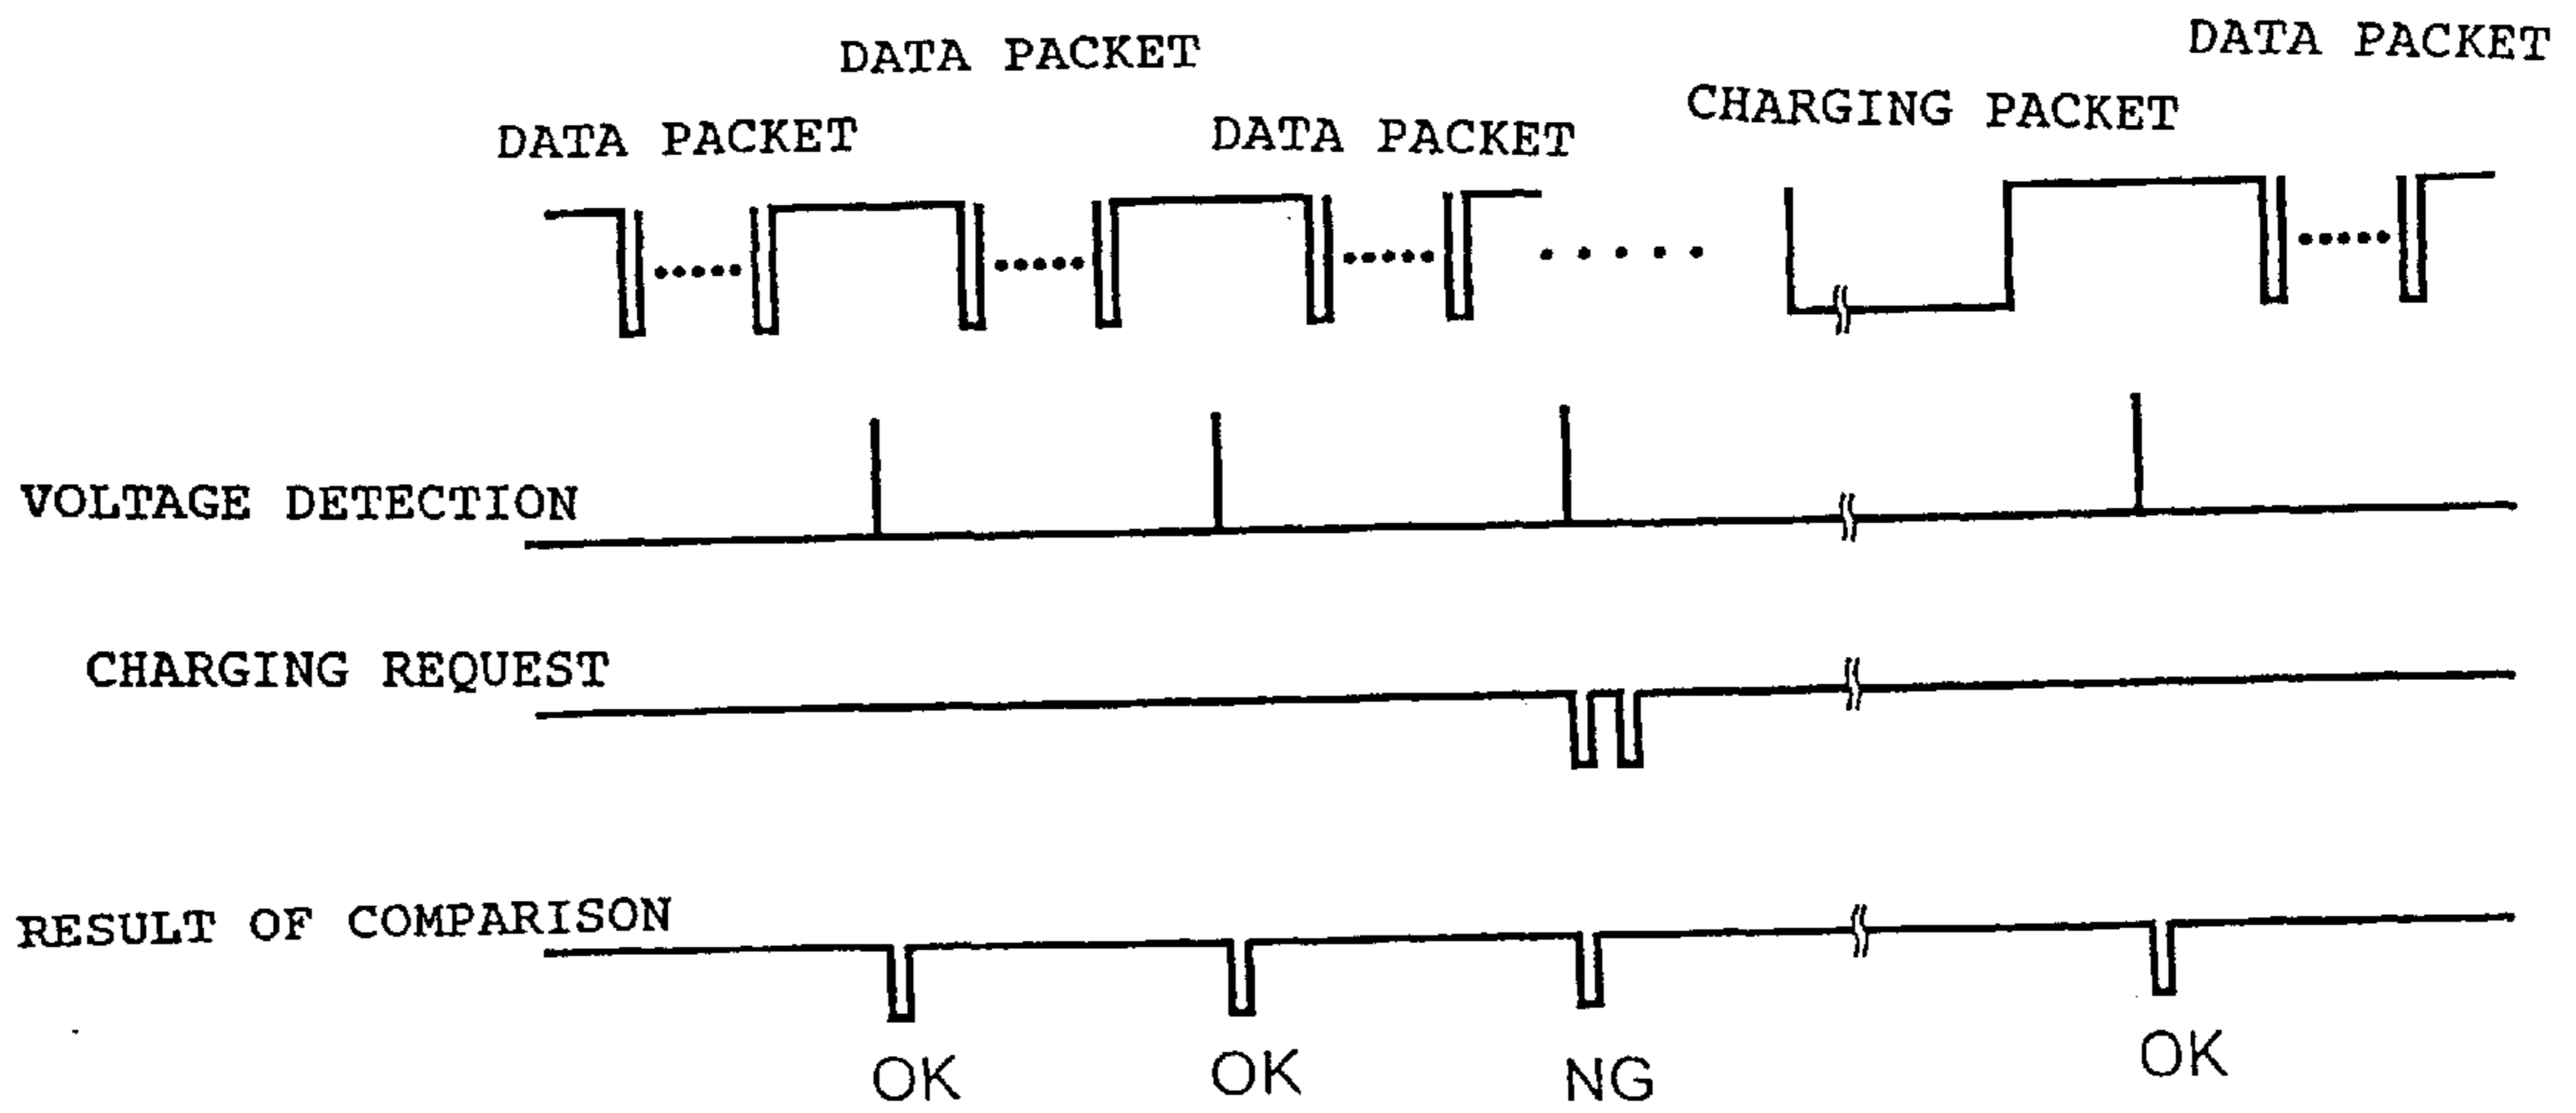 DATA PACKET
DATA PACKET
DATA PACKET
CHARGING PACKET
DATA PACKET
VOLTAGE DETECTION
CHARGING REQUEST
RESULT OF COMPARISON
OK
OK
NG
OK